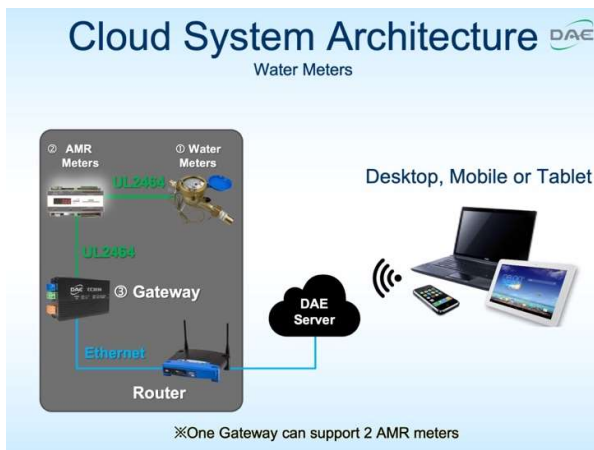 Cloud System Architecture
DAE
Water Meters
② AMR
Meters
① Water
Meters
UL2464
UL2464
DAE
③ Gateway
Ethernet
Router
DAE
Server
Desktop, Mobile or Tablet
※One Gateway can support 2 AMR meters